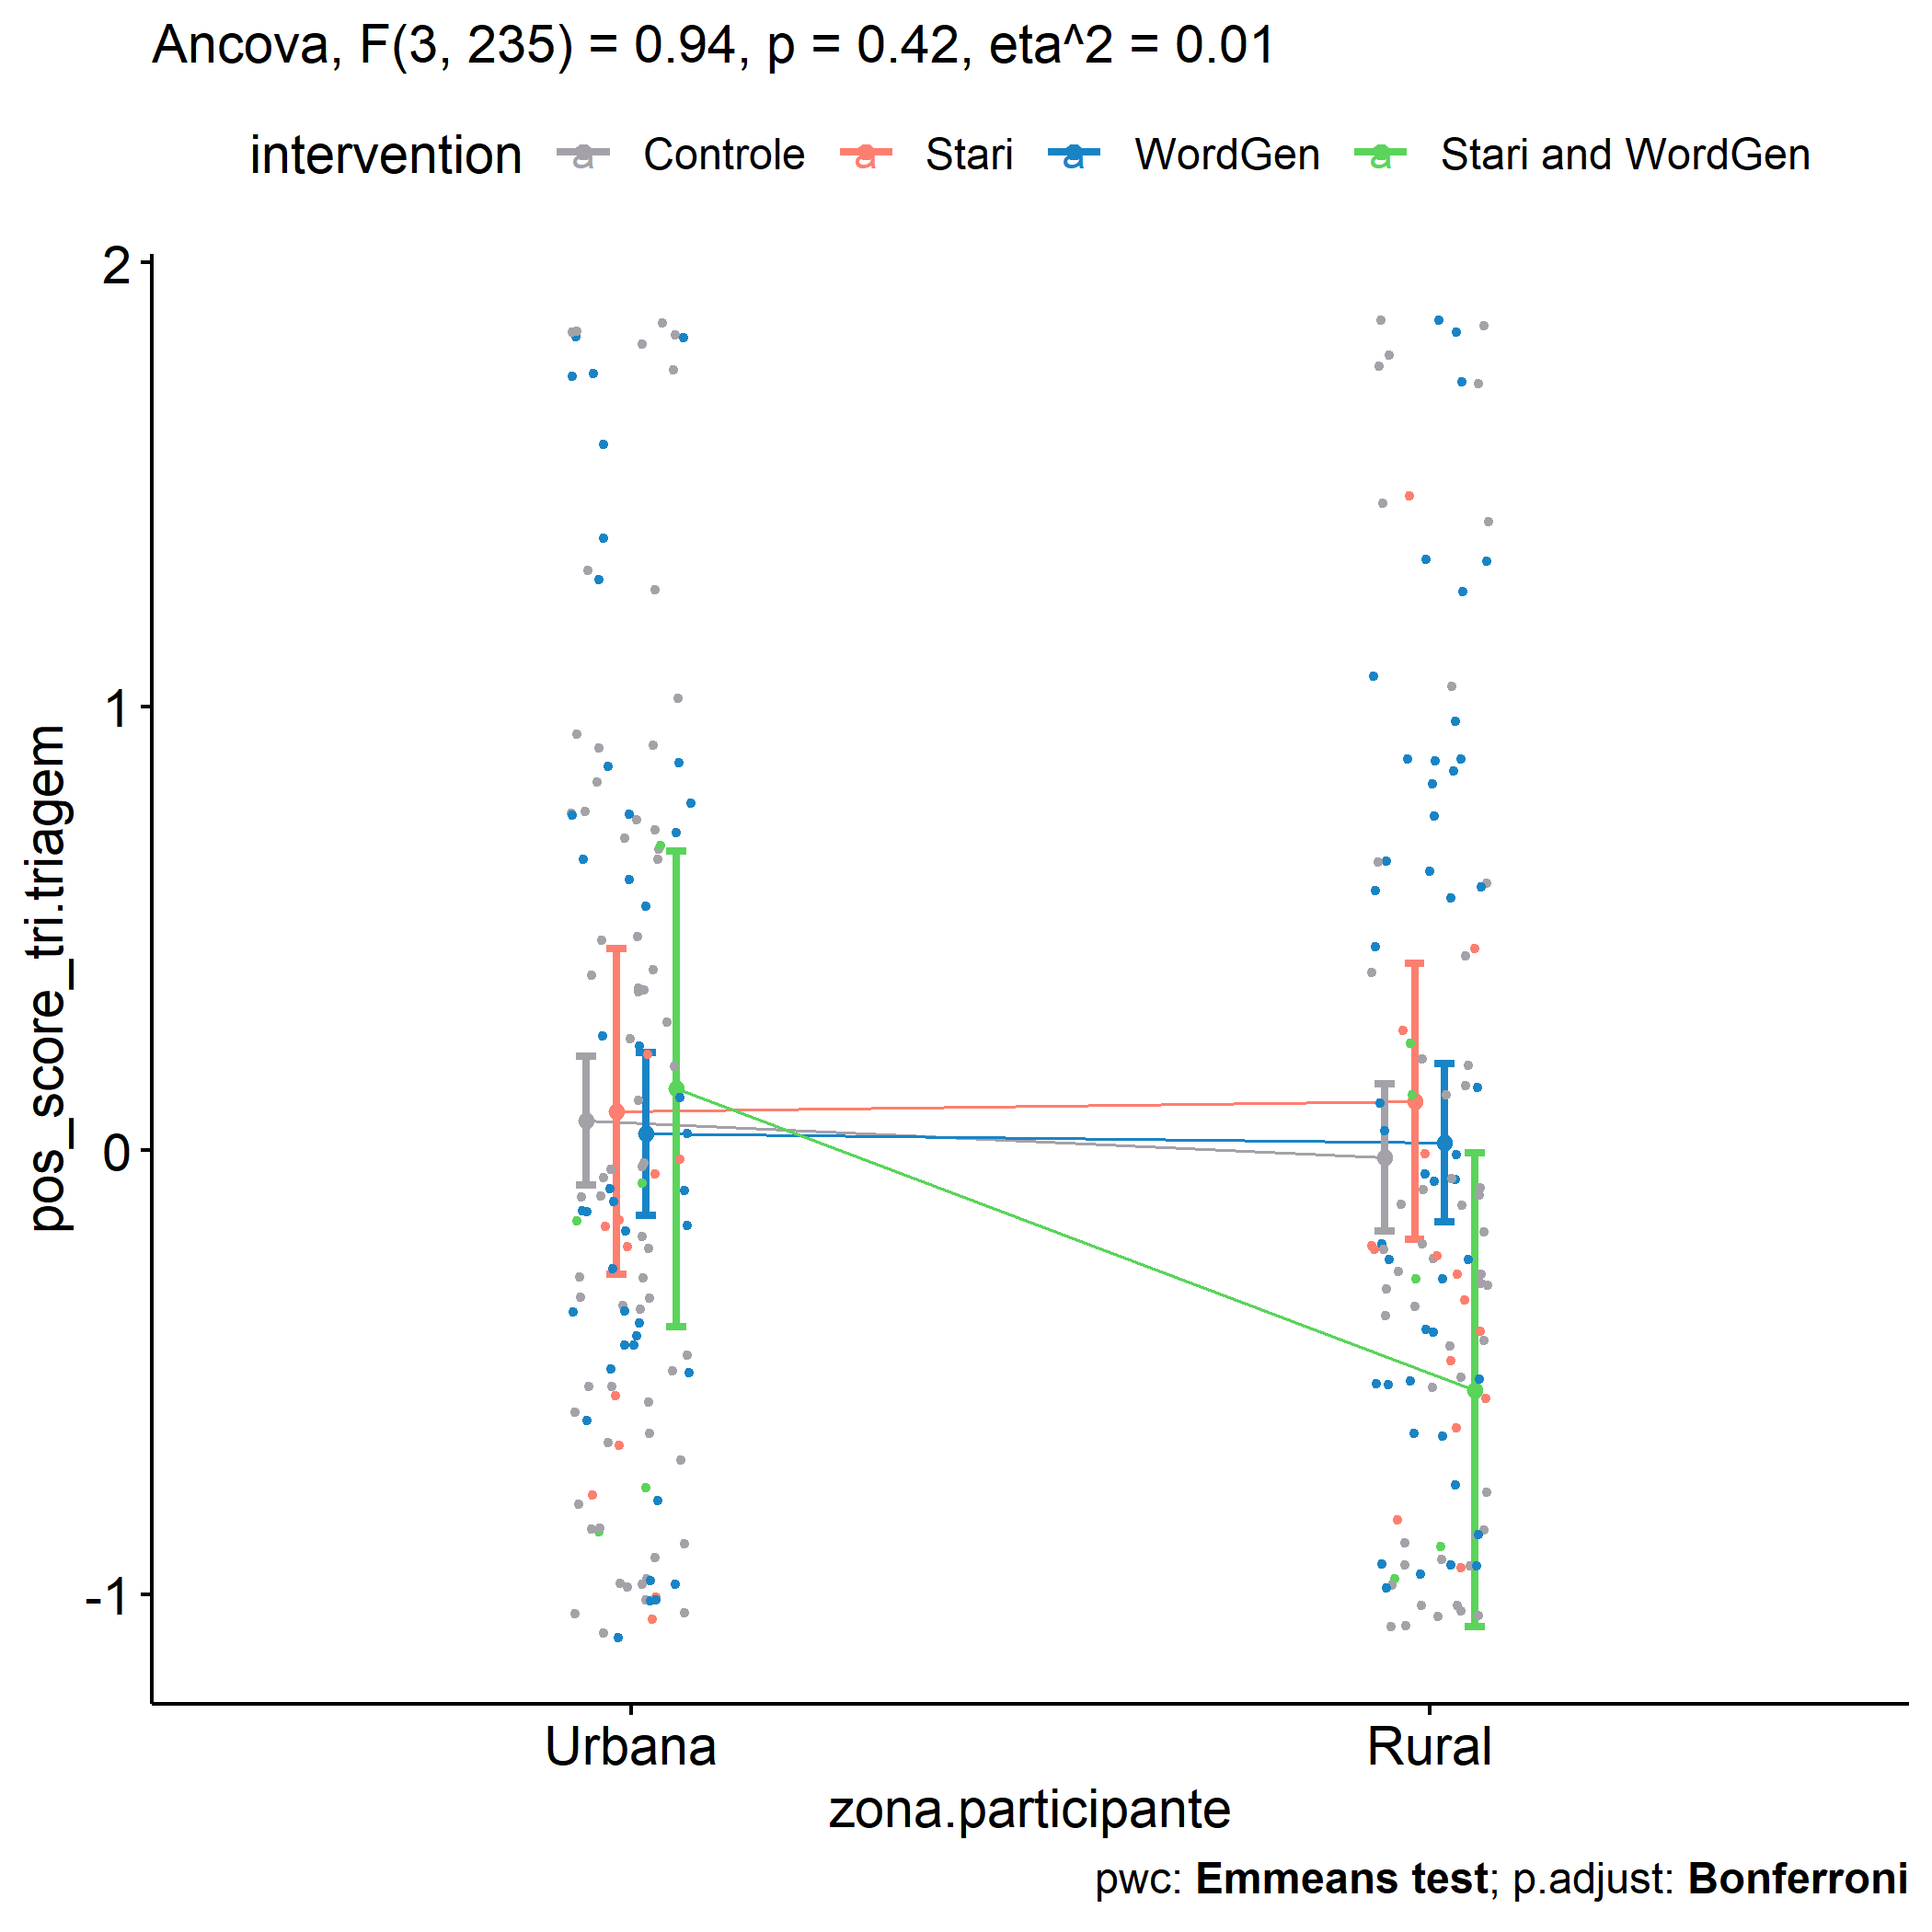 Ancova, F(3, 235) = 0.94, p = 0.42, eta^2 = 0.01
intervention a Controle a Stari a WordGen a Stari and WordGen
2
1
0
-1
pos_score_tri.triagem
Urbana Rural
zona.participante
pwc: Emmeans test; p.adjust: Bonferroni